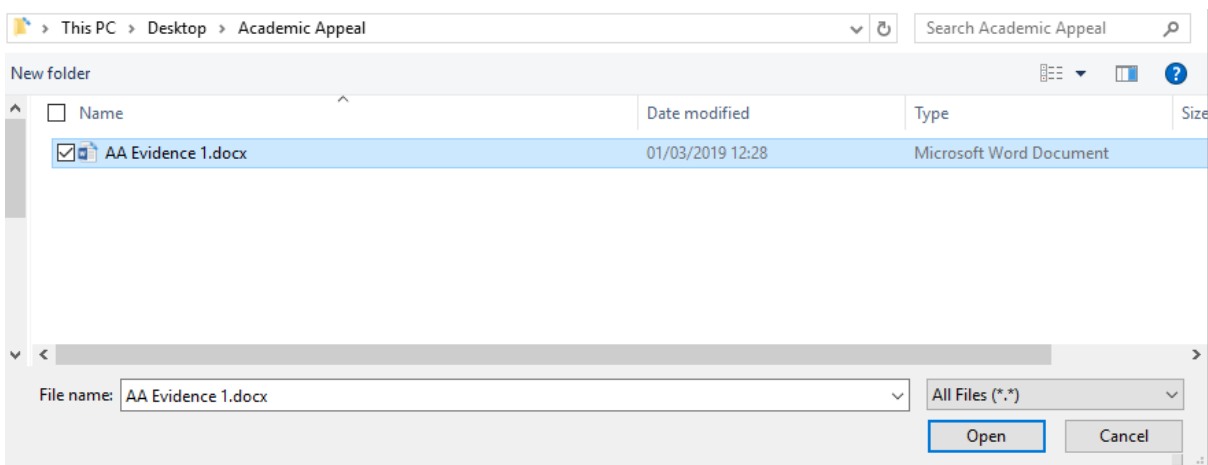 This PC > Desktop > Academic Appeal Search Academic Appeal
New folder ?
Name Date modified Type Size
AA Evidence 1.docx 01/03/2019 12:28 Microsoft Word Document
File name: AA Evidence 1.docx All Files (*.*)
Open Cancel